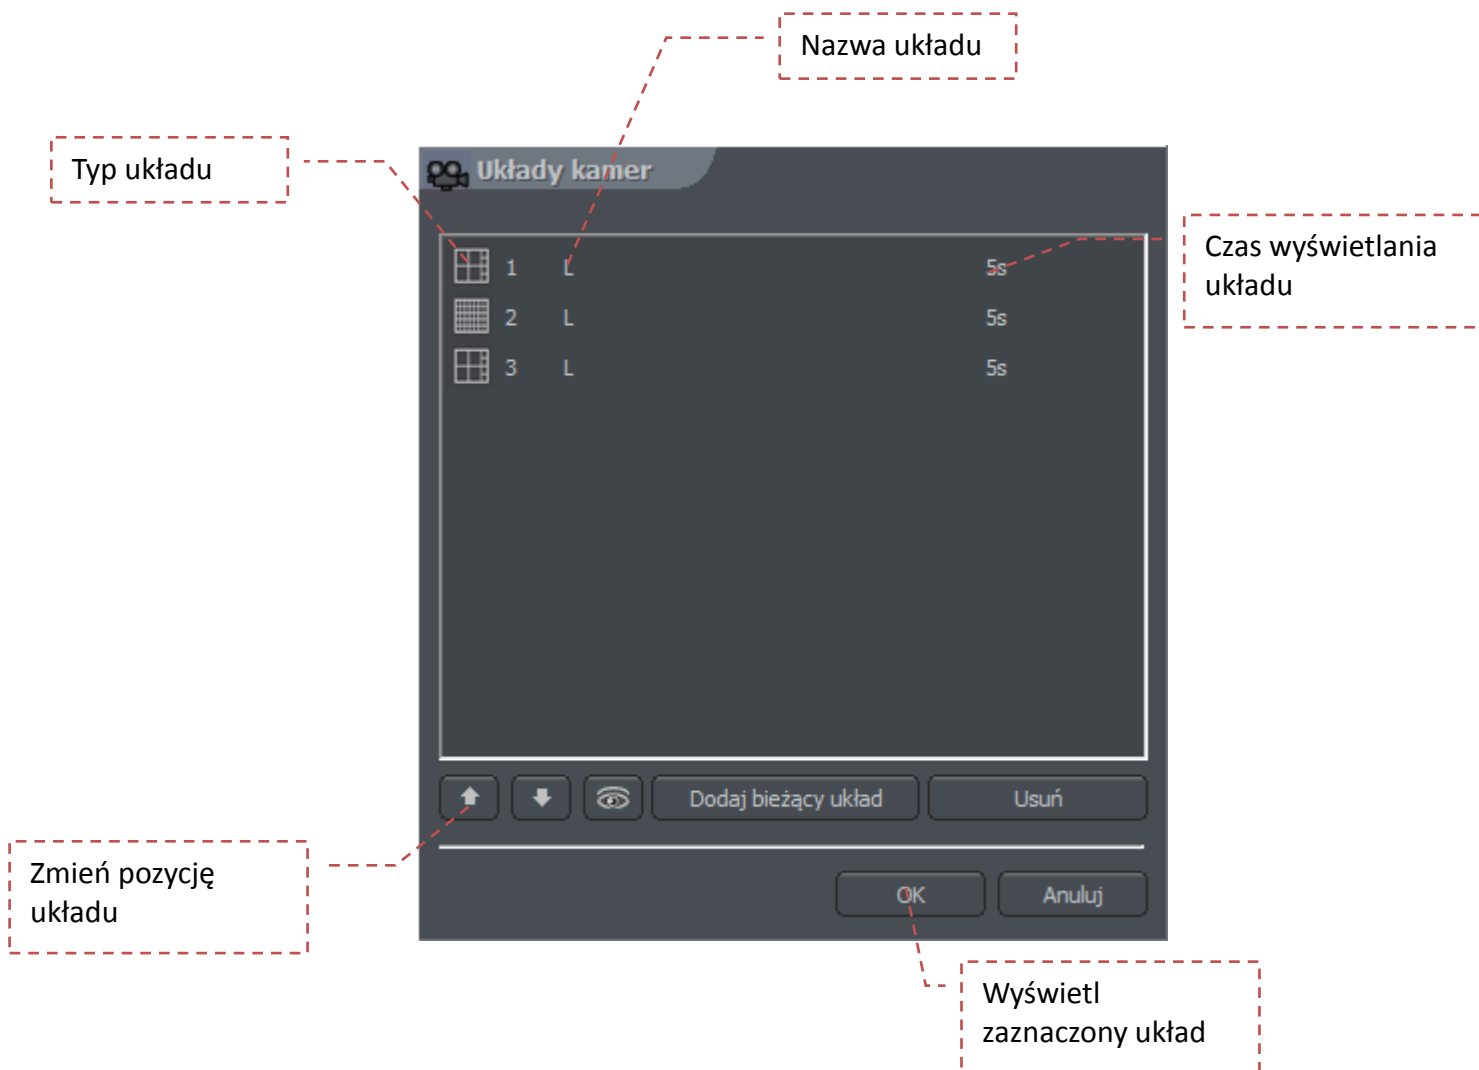 Nazwa układu
Typ układu
Układy kamer
Czas wyświetlania
układu
1 L 5s
2 L 5s
3 L 5s
Dodaj bieżący układ Usuń
Zmień pozycję
układu
OK Anuluj
Wyświetl
zaznaczony układ